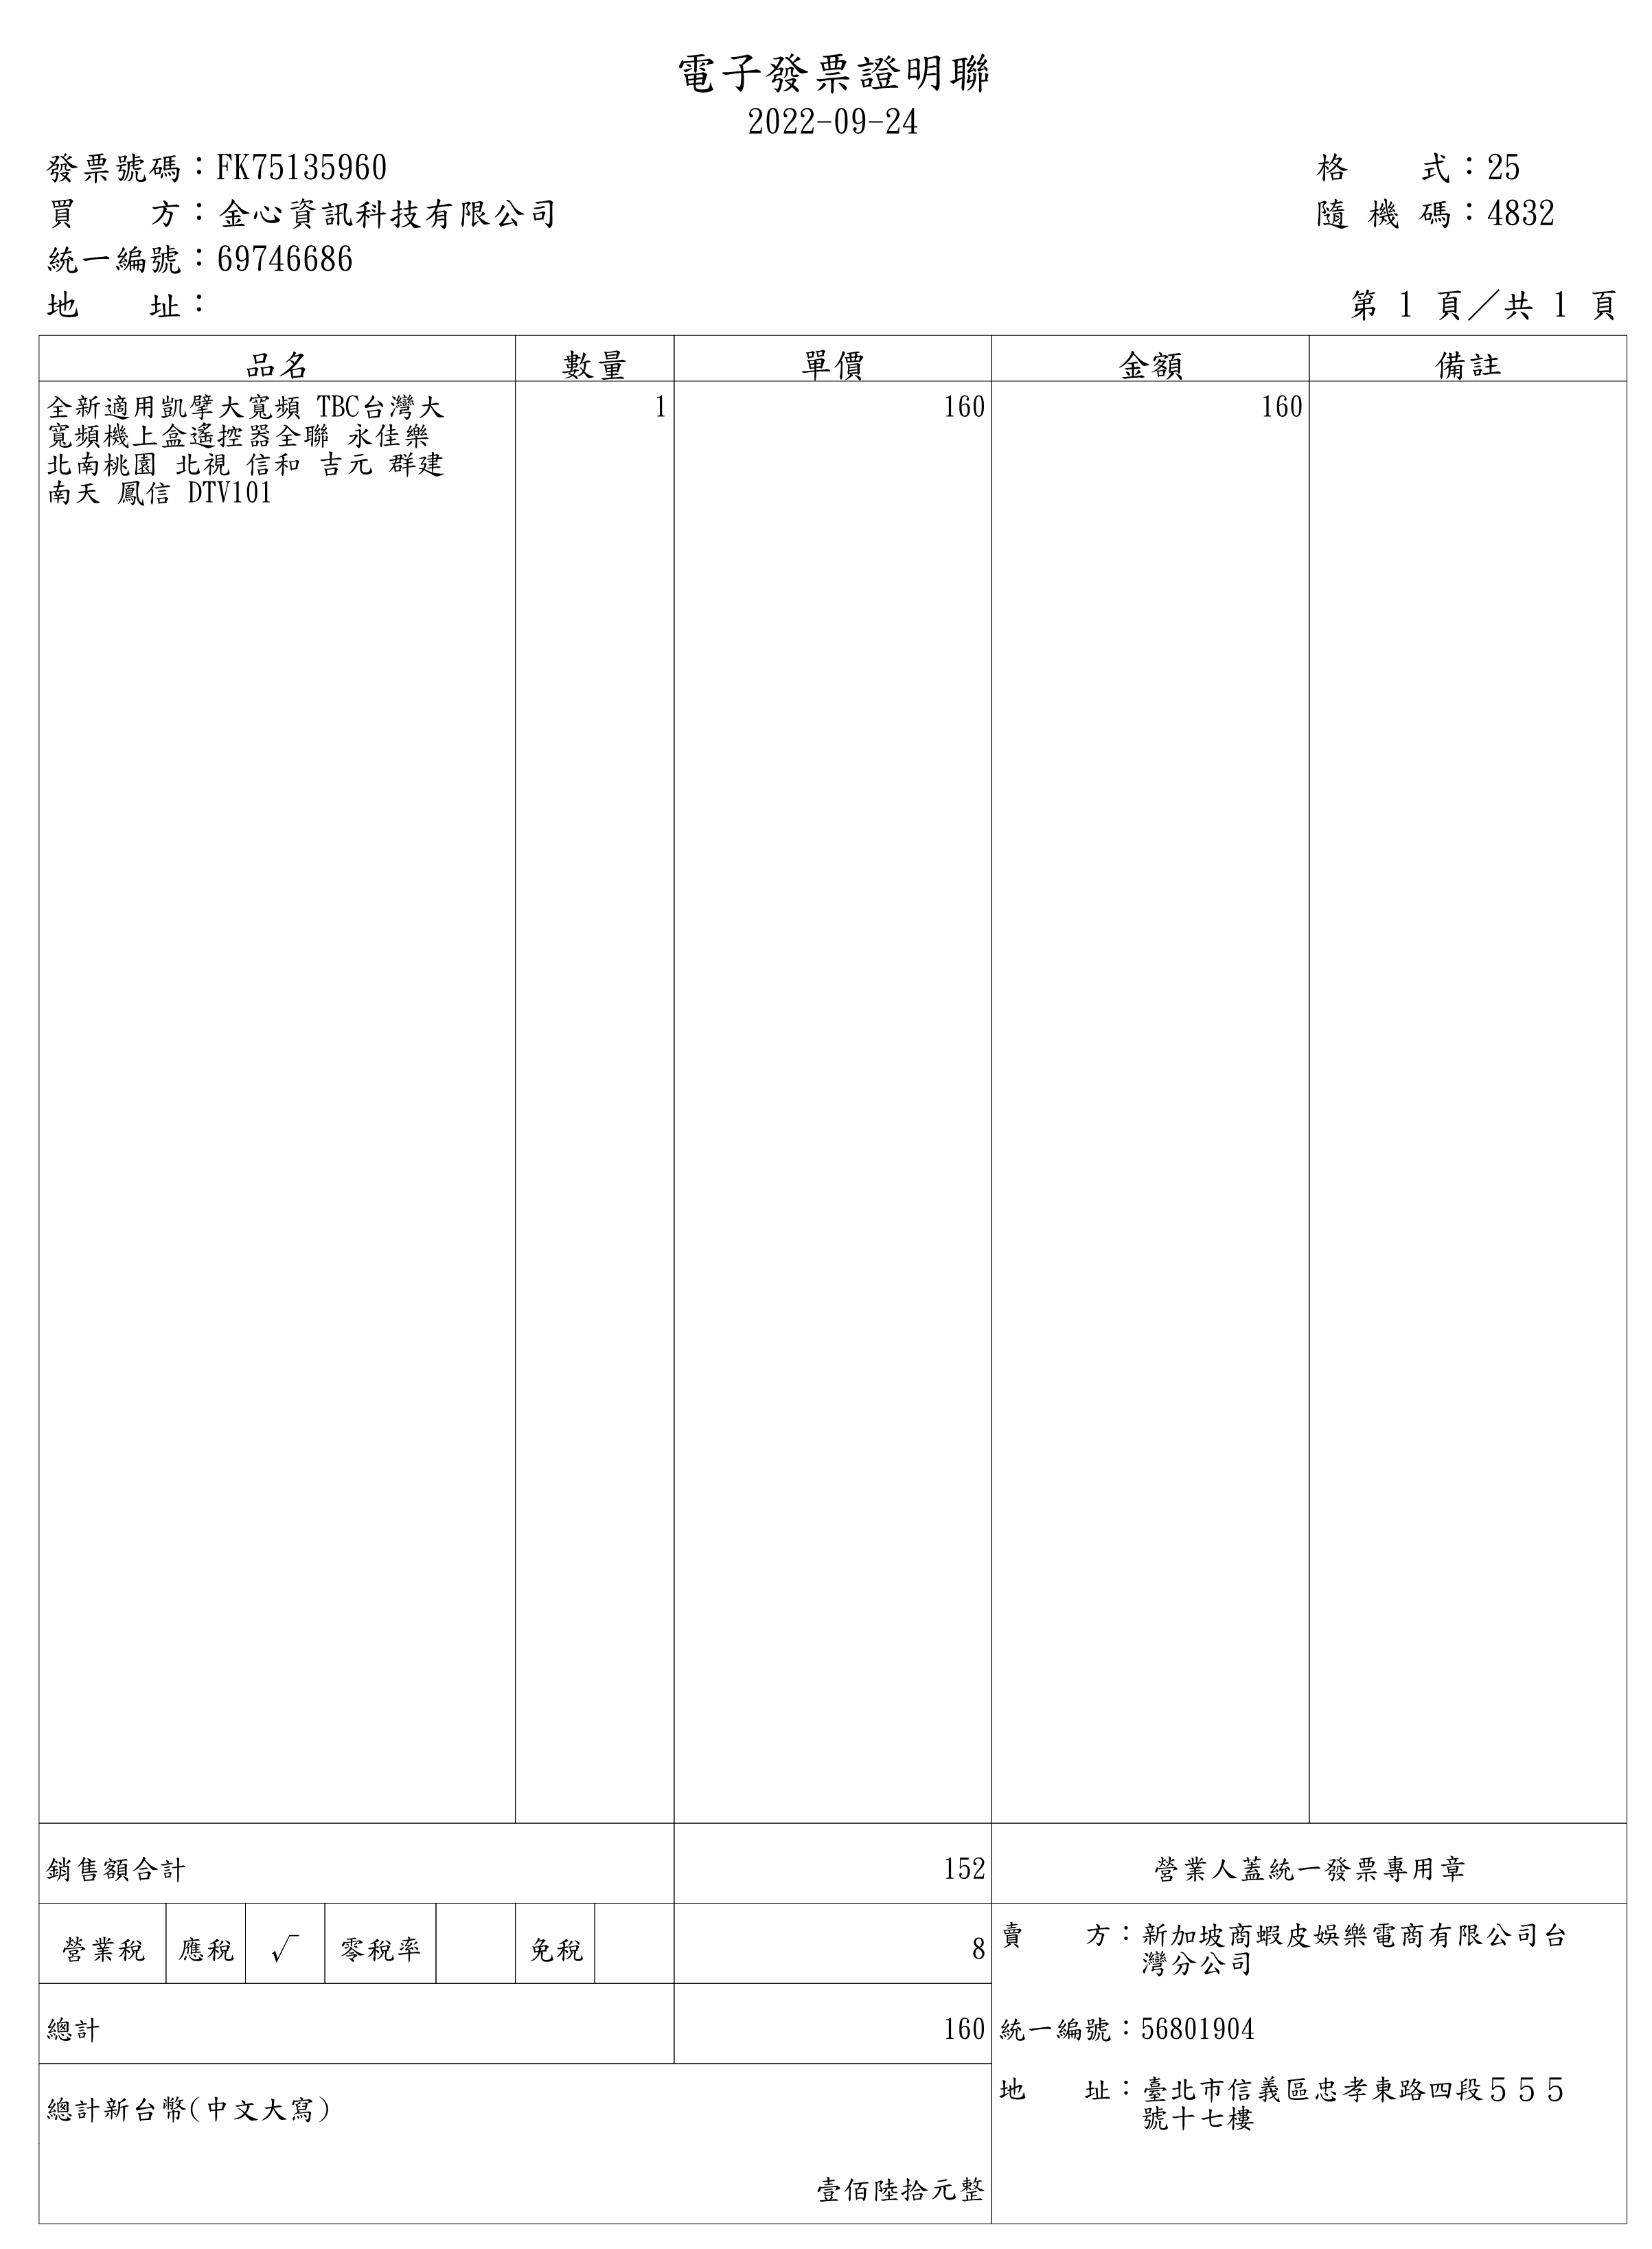 電子發票證明聯
2022-09-24
發票號碼：FK75135960
格　　式：25
買　　方：金心資訊科技有限公司
隨 機 碼：4832
統一編號：69746686
地　　址：
第 1 頁／共 1 頁
品名 數量 單價 金額 備註
全新適用凱擘大寬頻 TBC台灣大 1 160 160
寬頻機上盒遙控器全聯 永佳樂
北南桃園 北視 信和 吉元 群建
南天 鳳信 DTV101
銷售額合計 152
營業人蓋統一發票專用章
營業稅 應稅 √ 零稅率 免稅 8
賣　　方：新加坡商蝦皮娛樂電商有限公司台
灣分公司
總計 160
統一編號：56801904
地　　址：臺北市信義區忠孝東路四段５５５
號十七樓
總計新台幣(中文大寫)
壹佰陸拾元整